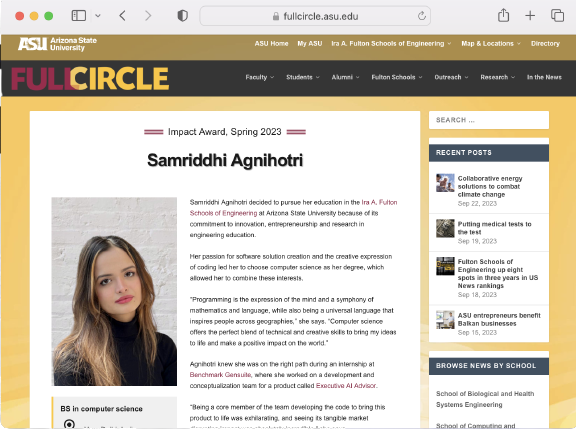 fullcircle.asu.edu
ASU Arizona State University
ASU Home My ASU Ira A. Fulton Schools of Engineering Map & Locations Directory
FULLCIRCLE
Faculty Students Alumni Fulton Schools Outreach Research In the News
Impact Award, Spring 2023
Samriddhi Agnihotri
Samriddhi Agnihotri decided to pursue her education in the Ira A. Fulton
Schools of Engineering at Arizona State University because of its
commitment to innovation, entrepreneurship and research in
engineering education.
Her passion for software solution creation and the creative expression
of coding led her to choose computer science as her degree, which
allowed her to combine these interests.
"Programming is the expression of the mind and a symphony of
mathematics and language, while also being a universal language that
inspires people across geographies," she says. "Computer science
offers the perfect blend of technical and creative skills to bring my ideas
to life and make a positive impact on the world."
Agnihotri knew she was on the right path during an internship at
Benchmark Gensuite, where she worked on a development and
conceptualization team for a product called Executive AI Advisor.
"Being a core member of the team developing the code to bring this
product to life was exhilarating, and seeing its tangible market
BS in computer science
SEARCH ...
RECENT POSTS
Collaborative energy
solutions to combat
climate change
Sep 22, 2023
Putting medical tests to
the test
Sep 19, 2023
Fulton Schools of
Engineering up eight
spots in three years in US
News rankings
Sep 18, 2023
ASU entrepreneurs benefit
Balkan businesses
Sep 15, 2023
BROWSE NEWS BY SCHOOL
School of Biological and Health
Systems Engineering
School of Computing and